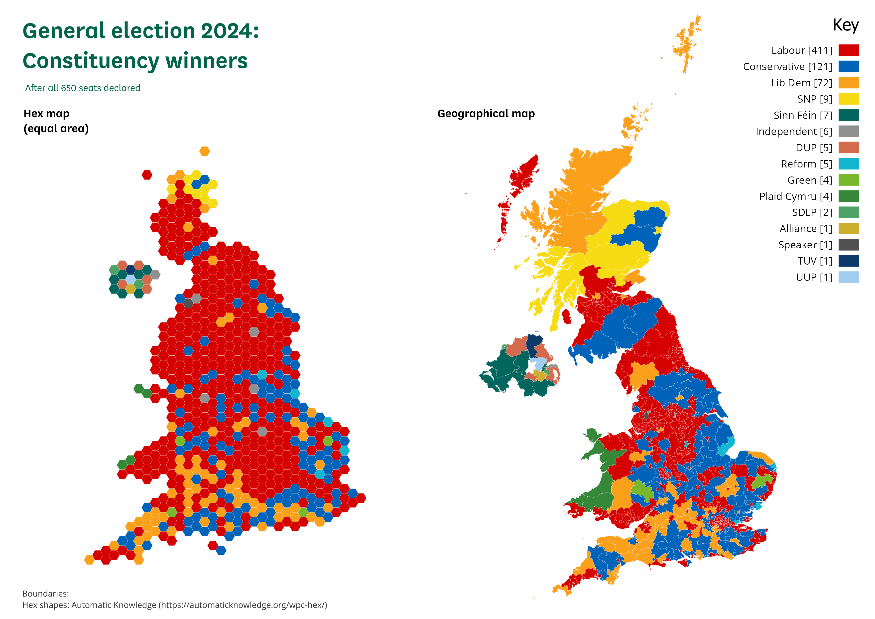 General election 2024:
Constituency winners
After all 650 seats declared
Hex map
(equal area)
Geographical map
Key
Labour [411]
Conservative [121]
Lib Dem [72]
SNP [9]
Sinn Féin [7]
Independent [6]
DUP [5]
Reform [5]
Green [4]
Plaid Cymru [4]
SDLP [2]
Alliance [1]
Speaker [1]
TUV [1]
UUP [1]
Boundaries:
Hex shapes: Automatic Knowledge (https://automaticknowledge.org/wpc-hex/)